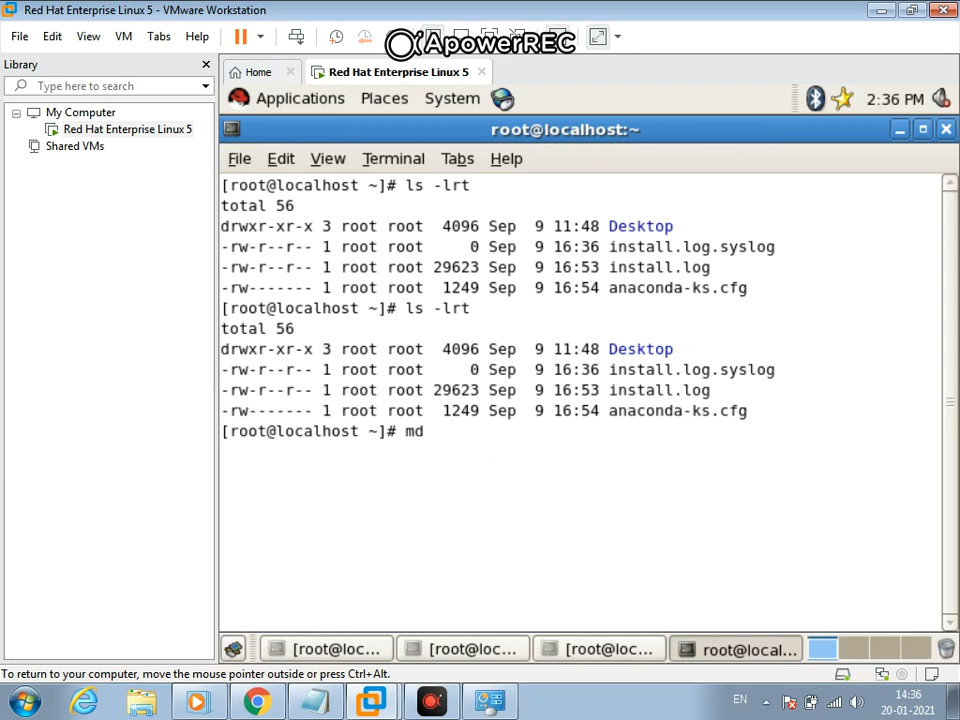 Red Hat Enterprise Linux 5 - VMware Workstation
File Edit View VM Tabs Help
ApowerREC
Library
Type here to search
My Computer
Red Hat Enterprise Linux 5
Shared VMs
Home
Red Hat Enterprise Linux 5
Applications Places System
2:36 PM
root@localhost:~
File Edit View Terminal Tabs Help
[root@localhost ~]# ls -lrt
total 56
drwxr-xr-x 3 root root 4096 Sep 9 11:48 Desktop
-rw-r--r-- 1 root root 0 Sep 9 16:36 install.log.syslog
-rw-r--r-- 1 root root 29623 Sep 9 16:53 install.log
-rw------- 1 root root 1249 Sep 9 16:54 anaconda-ks.cfg
[root@localhost ~]# ls -lrt
total 56
drwxr-xr-x 3 root root 4096 Sep 9 11:48 Desktop
-rw-r--r-- 1 root root 0 Sep 9 16:36 install.log.syslog
-rw-r--r-- 1 root root 29623 Sep 9 16:53 install.log
-rw------- 1 root root 1249 Sep 9 16:54 anaconda-ks.cfg
[root@localhost ~]# md
[root@loc... [root@loc... [root@loc... root@local...
To return to your computer, move the mouse pointer outside or press Ctrl+Alt.
EN
14:36
20-01-2021